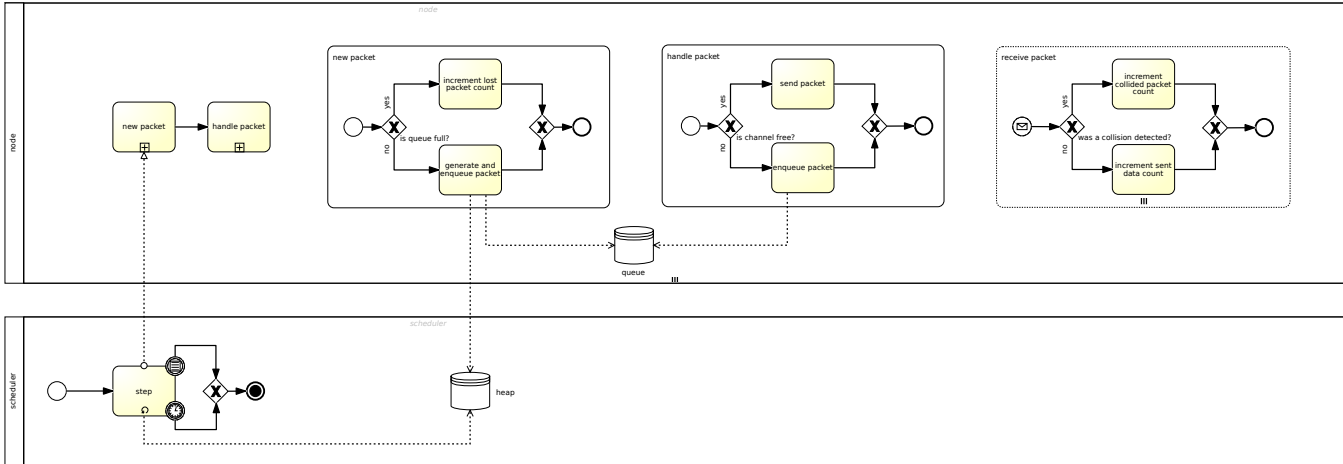 node
node
new packet
handle packet
new packet
increment lost
packet count
yes
is queue full?
no
generate and
enqueue packet
handle packet
send packet
yes
is channel free?
no
enqueue packet
receive packet
increment
collided packet
count
yes
was a collision detected?
no
increment sent
data count
queue
scheduler
scheduler
step
heap